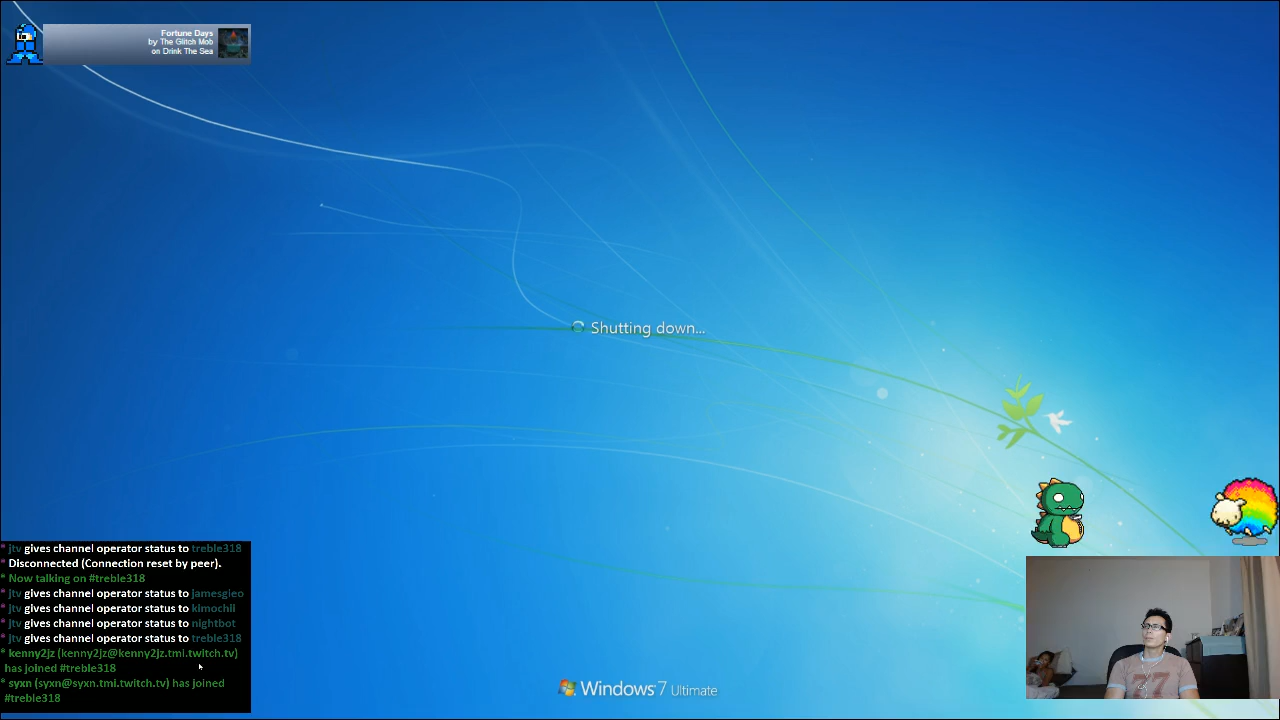 Fortune Days
by The Glitch Mob
on Drink The Sea
Shutting down...
* jtv gives channel operator status to treble318
* Disconnected (Connection reset by peer).
* Now talking on #treble318
* jtv gives channel operator status to jamesgieo
* jtv gives channel operator status to kimochii
* jtv gives channel operator status to nightbot
* jtv gives channel operator status to treble318
* kenny2jz (kenny2jz@kenny2jz.tmi.twitch.tv)
has joined #treble318
* syxn (syxn@syxn.tmi.twitch.tv) has joined
#treble318
Windows 7 Ultimate
57